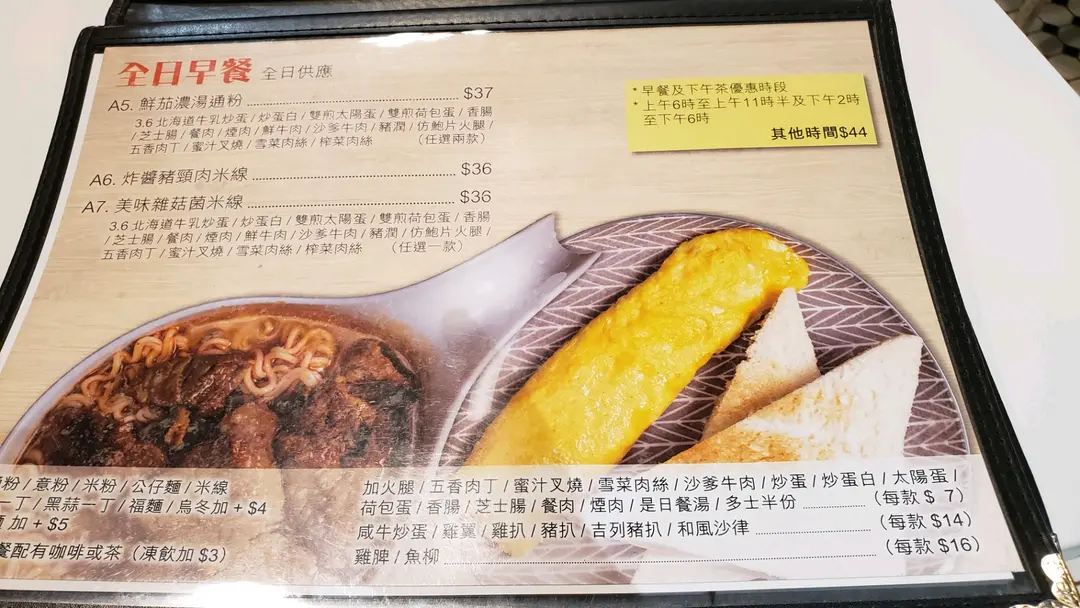 全日早餐 全日供應
A5. 鮮茄濃湯通粉 $37
3.6 北海道牛乳炒蛋 / 炒蛋白 / 雙煎太陽蛋 / 雙煎荷包蛋 / 香腸
/ 芝士腸 / 餐肉 / 煙肉 / 鮮牛肉 / 沙爹牛肉 / 豬潤 / 仿鮑片火腿 /
五香肉丁 / 蜜汁叉燒 / 雪菜肉絲 / 榨菜肉絲 (任選兩款)
A6. 炸醬豬頸肉米線 $36
A7. 美味雜菇菌米線 $36
3.6 北海道牛乳炒蛋 / 炒蛋白 / 雙煎太陽蛋 / 雙煎荷包蛋 / 香腸
/ 芝士腸 / 餐肉 / 煙肉 / 鮮牛肉 / 沙爹牛肉 / 豬潤 / 仿鮑片火腿 /
五香肉丁 / 蜜汁叉燒 / 雪菜肉絲 / 榨菜肉絲 (任選一款)
* 早餐及下午茶優惠時段
* 上午6時至上午11時半及下午2時
至下午6時
其他時間$44
粉 / 意粉 / 米粉 / 公仔麵 / 米線
一丁 / 黑蒜一丁 / 福麵 / 烏冬加 + $4
加 + $5
餐配有咖啡或茶 (凍飲加 $3)
加火腿 / 五香肉丁 / 蜜汁叉燒 / 雪菜肉絲 / 沙爹牛肉 / 炒蛋 / 炒蛋白 / 太陽蛋 /
荷包蛋 / 香腸 / 芝士腸 / 餐肉 / 煙肉 / 是日餐湯 / 多士半份 (每款 $ 7)
咸牛炒蛋 / 雞翼 / 雞扒 / 豬扒 / 吉列豬扒 / 和風沙律 (每款 $14)
雞脾 / 魚柳 (每款 $16)